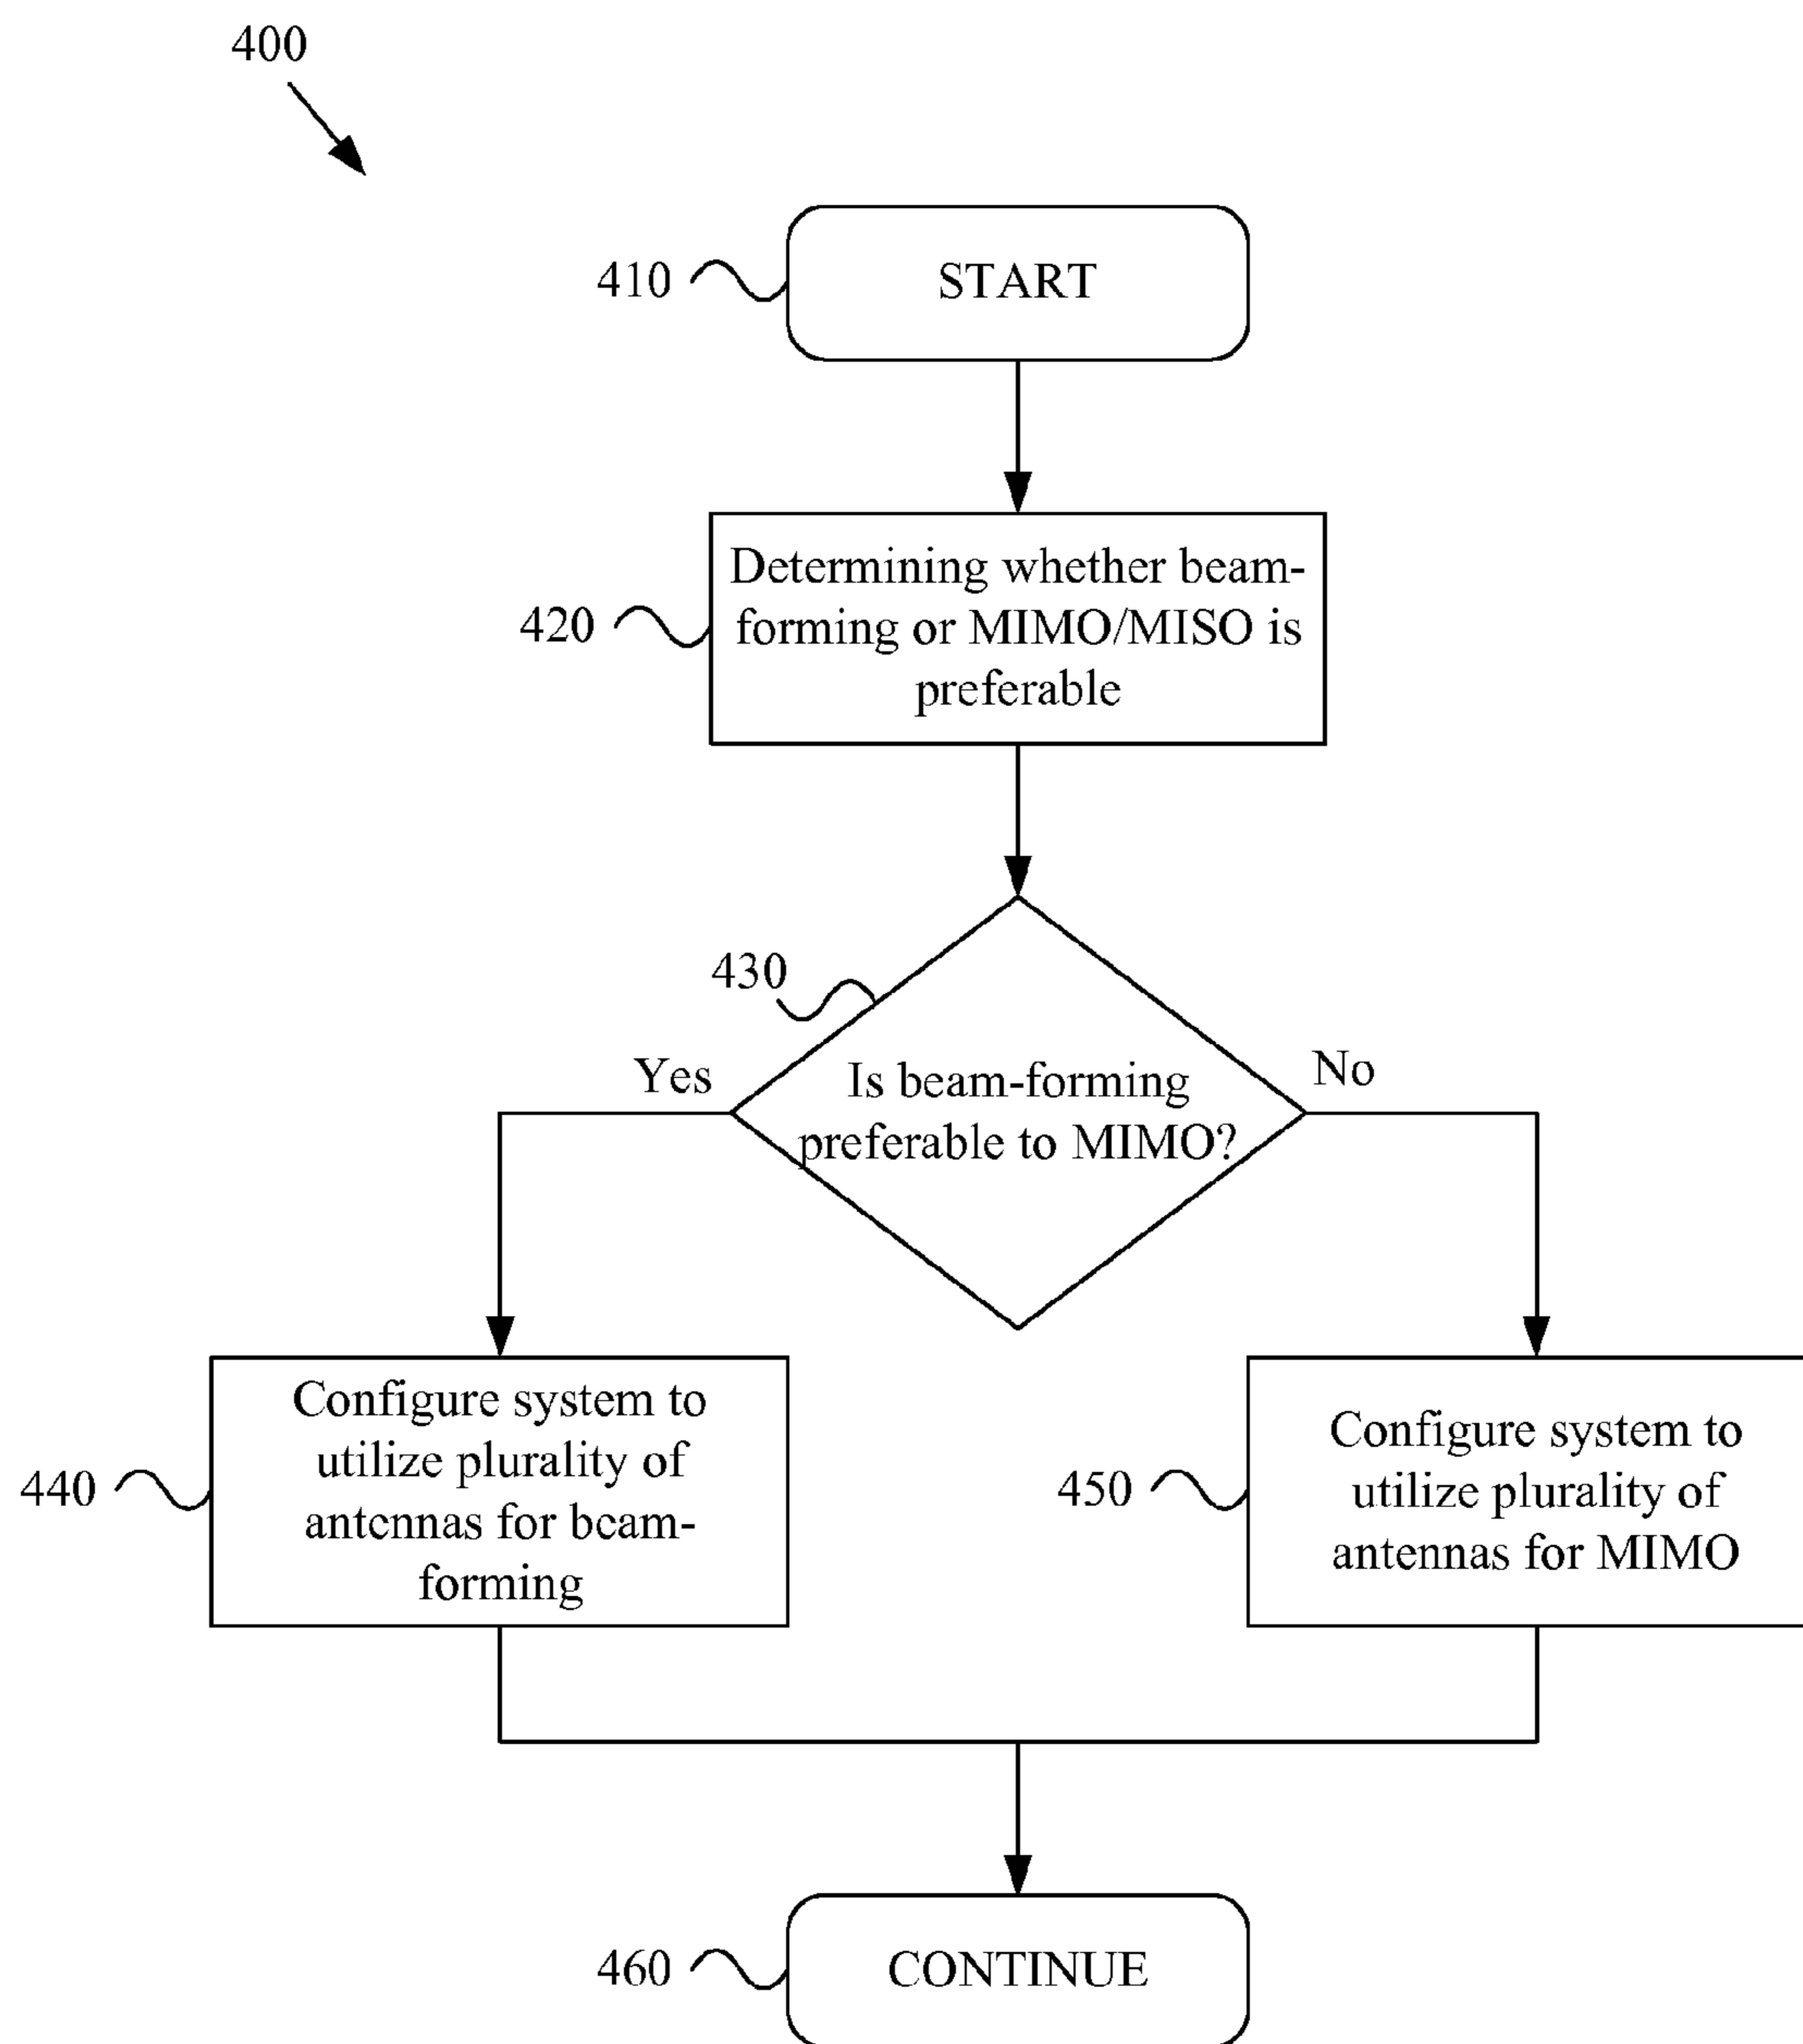 400
410
START
420
Determining whether beam-
forming or MIMO/MISO is
preferable
430
Yes
No
Is beam-forming
preferable to MIMO?
440
Configure system to
utilize plurality of
antennas for beam-
forming
450
Configure system to
utilize plurality of
antennas for MIMO
460
CONTINUE